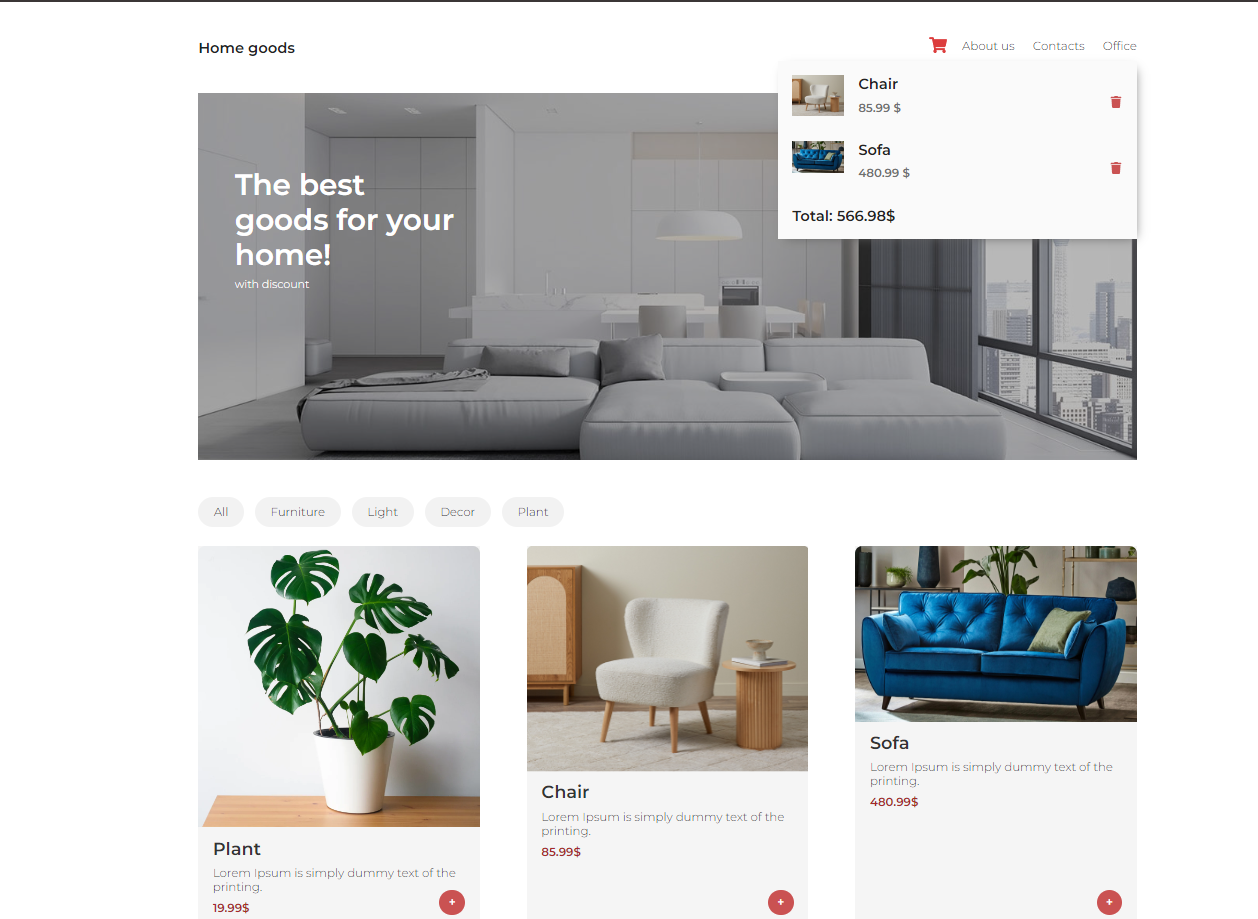 Home goods
About us
Contacts
Office
Chair
85.99 $
Sofa
480.99 $
Total: 566.98$
The best
goods for your
home!
with discount
All
Furniture
Light
Decor
Plant
Plant
Lorem Ipsum is simply dummy text of the
printing.
19.99$
+
Chair
Lorem Ipsum is simply dummy text of the
printing.
85.99$
+
Sofa
Lorem Ipsum is simply dummy text of the
printing.
480.99$
+